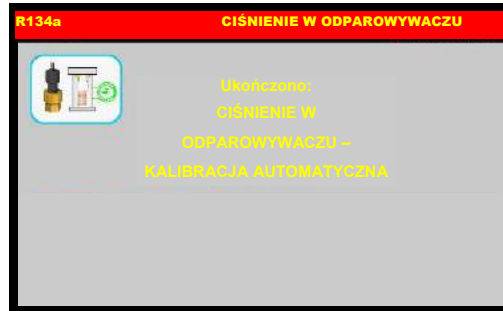 R134a CIŚNIENIE W ODPAROWYWACZU
Ukończono:
CIŚNIENIE W
ODPAROWYWACZU –
KALIBRACJA AUTOMATYCZNA